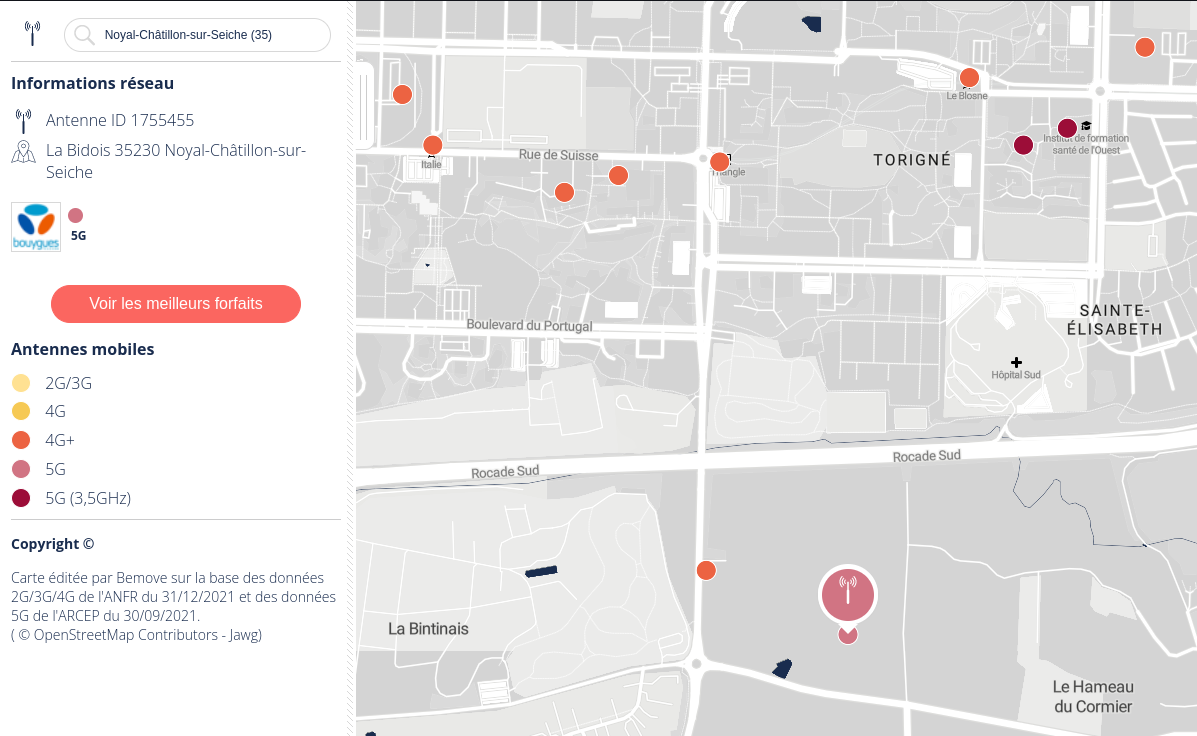 Noyal-Châtillon-sur-Seiche (35)
Informations réseau
Antenne ID 1755455
La Bidois 35230 Noyal-Châtillon-sur-
Seiche
bouygues
5G
Voir les meilleurs forfaits
Antennes mobiles
2G/3G
4G
4G+
5G
5G (3,5GHz)
Copyright ©
Carte éditée par Bemove sur la base des données
2G/3G/4G de l'ANFR du 31/12/2021 et des données
5G de l'ARCEP du 30/09/2021.
( © OpenStreetMap Contributors - Jawg)
Le Blosne
Institut de formation
santé de l'Ouest
Rue de Suisse
Italie
Triangle
TORIGNÉ
SAINTE-
ÉLISABETH
Boulevard du Portugal
Hôpital Sud
Rocade Sud
Rocade Sud
La Bintinais
Le Hameau
du Cormier